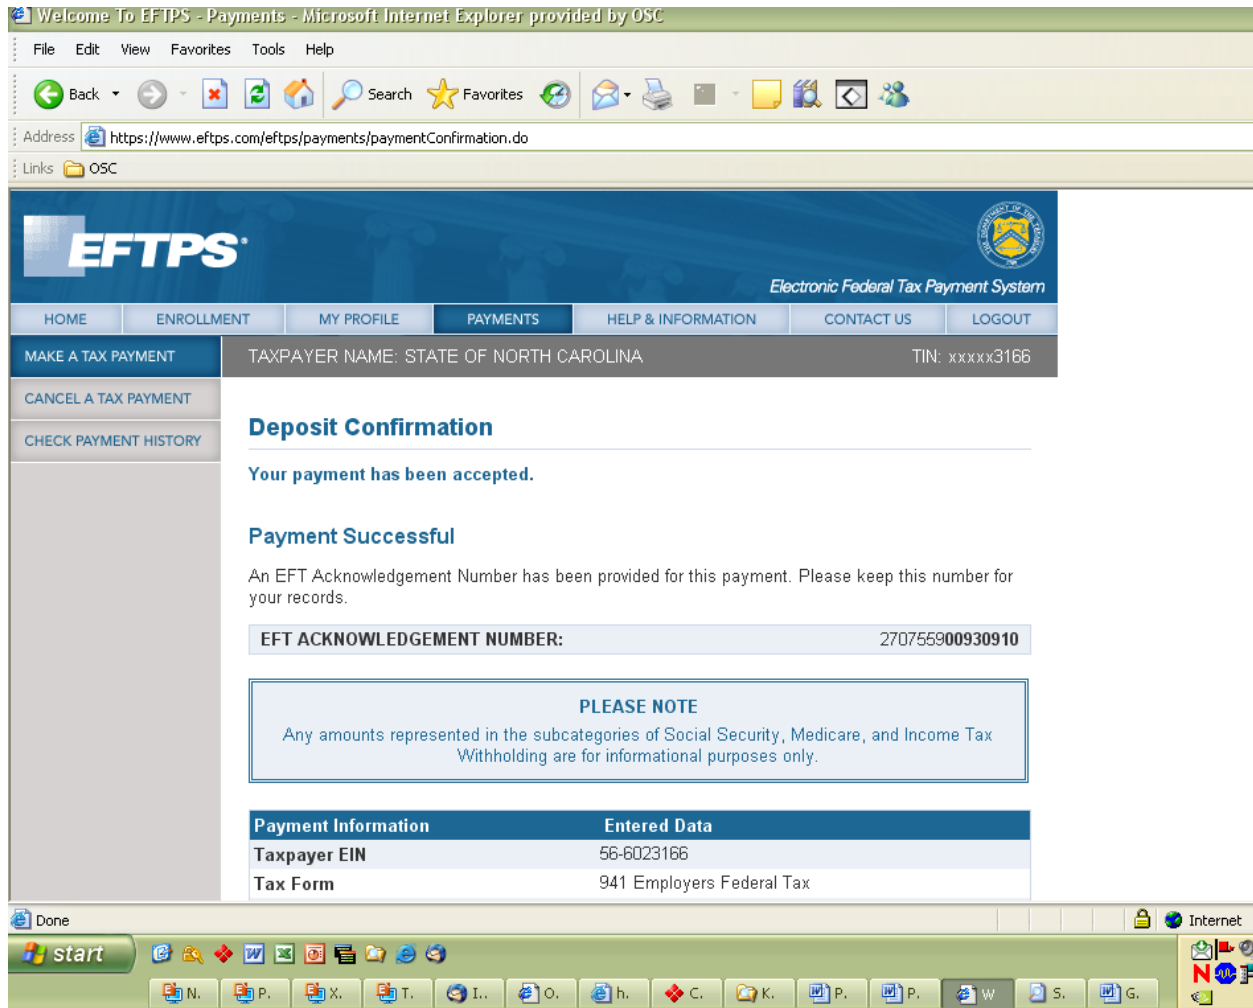 Welcome To EFTPS - Payments - Microsoft Internet Explorer provided by OSC
File Edit View Favorites Tools Help
Back Search Favorites
Address https://www.eftps.com/eftps/payments/paymentConfirmation.do
Links OSC
EFTPS
Electronic Federal Tax Payment System
HOME ENROLLMENT MY PROFILE PAYMENTS HELP & INFORMATION CONTACT US LOGOUT
MAKE A TAX PAYMENT
TAXPAYER NAME: STATE OF NORTH CAROLINA TIN: xxxxx3166
CANCEL A TAX PAYMENT
CHECK PAYMENT HISTORY
Deposit Confirmation
Your payment has been accepted.
Payment Successful
An EFT Acknowledgement Number has been provided for this payment. Please keep this number for
your records.
EFT ACKNOWLEDGEMENT NUMBER: 270755900930910
PLEASE NOTE
Any amounts represented in the subcategories of Social Security, Medicare, and Income Tax
Withholding are for informational purposes only.
Payment Information Entered Data
Taxpayer EIN 56-6023166
Tax Form 941 Employers Federal Tax
Done Internet
start
N. P. X. T. I.. O. h. C. K. P. P. W S. G.